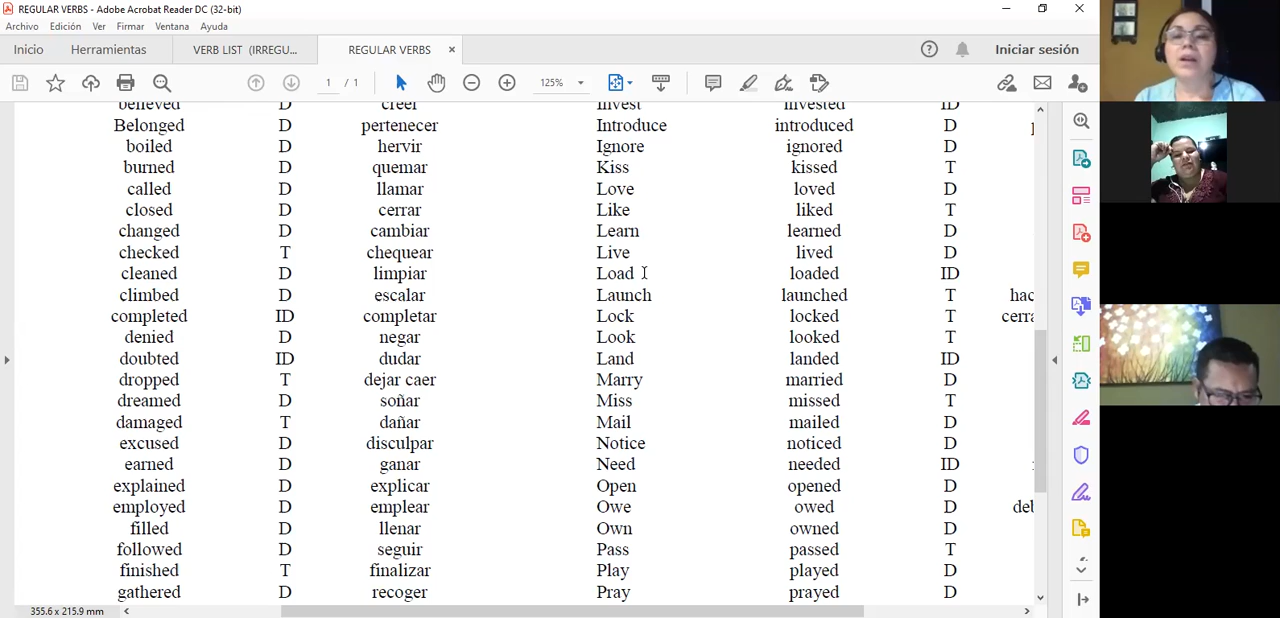 REGULAR VERBS - Adobe Acrobat Reader DC (32-bit)
Archivo Edición Ver Firmar Ventana Ayuda
Inicio Herramientas VERB LIST (IRREGU... REGULAR VERBS × Iniciar sesión
1 / 1 125%
believed D creer Invest invested ID
Belonged D pertenecer Introduce introduced D
boiled D hervir Ignore ignored D
burned D quemar Kiss kissed T
called D llamar Love loved D
closed D cerrar Like liked T
changed D cambiar Learn learned D
checked T chequear Live lived D
cleaned D limpiar Load loaded ID
climbed D escalar Launch launched T hac
completed ID completar Lock locked T cerra
denied D negar Look looked T
doubted ID dudar Land landed ID
dropped T dejar caer Marry married D
dreamed D soñar Miss missed T
damaged T dañar Mail mailed D
excused D disculpar Notice noticed D
earned D ganar Need needed ID
explained D explicar Open opened D
employed D emplear Owe owed D deb
filled D llenar Own owned D
followed D seguir Pass passed T
finished T finalizar Play played D
gathered D recoger Pray prayed D
355.6 x 215.9 mm